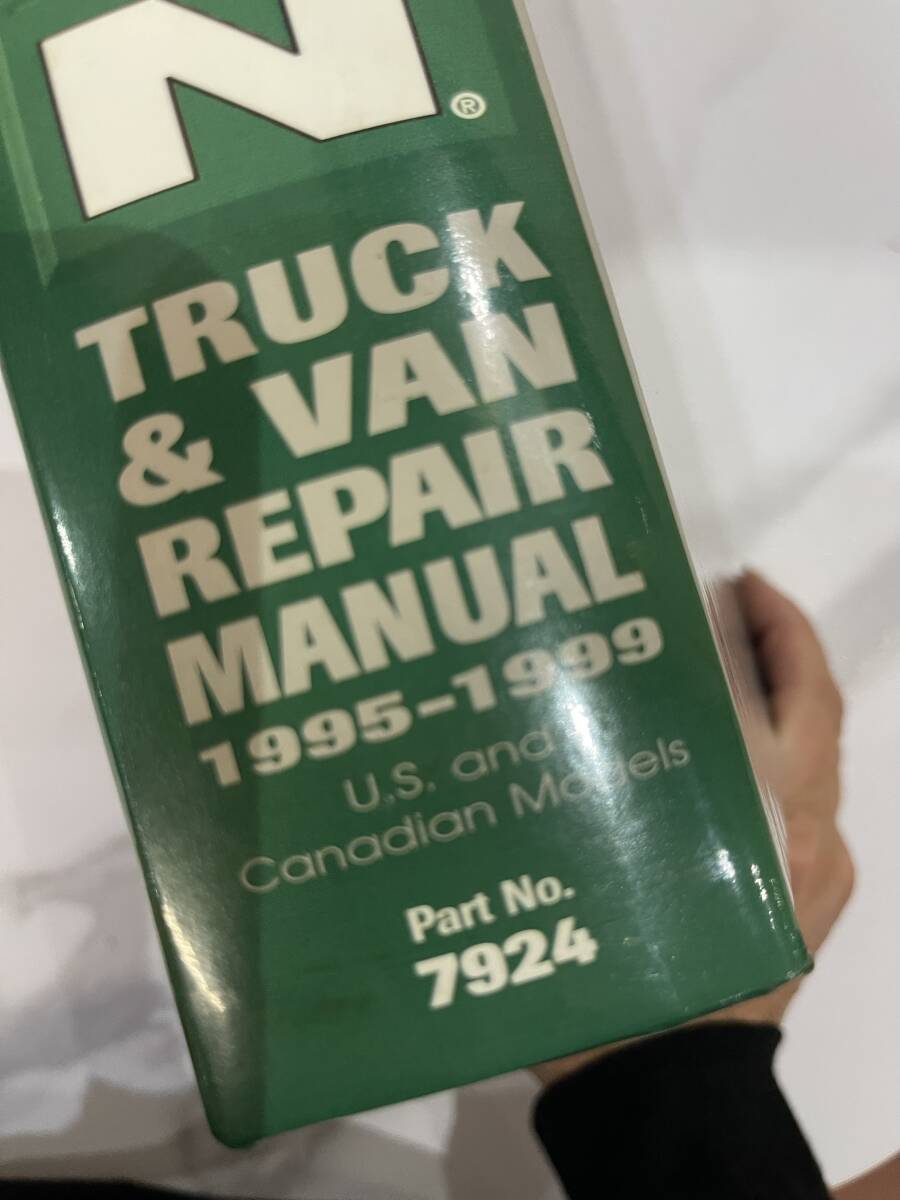 N®
TRUCK
& VAN
REPAIR
MANUAL
1995-1999
U.S. and
Canadian Models
Part No.
7924